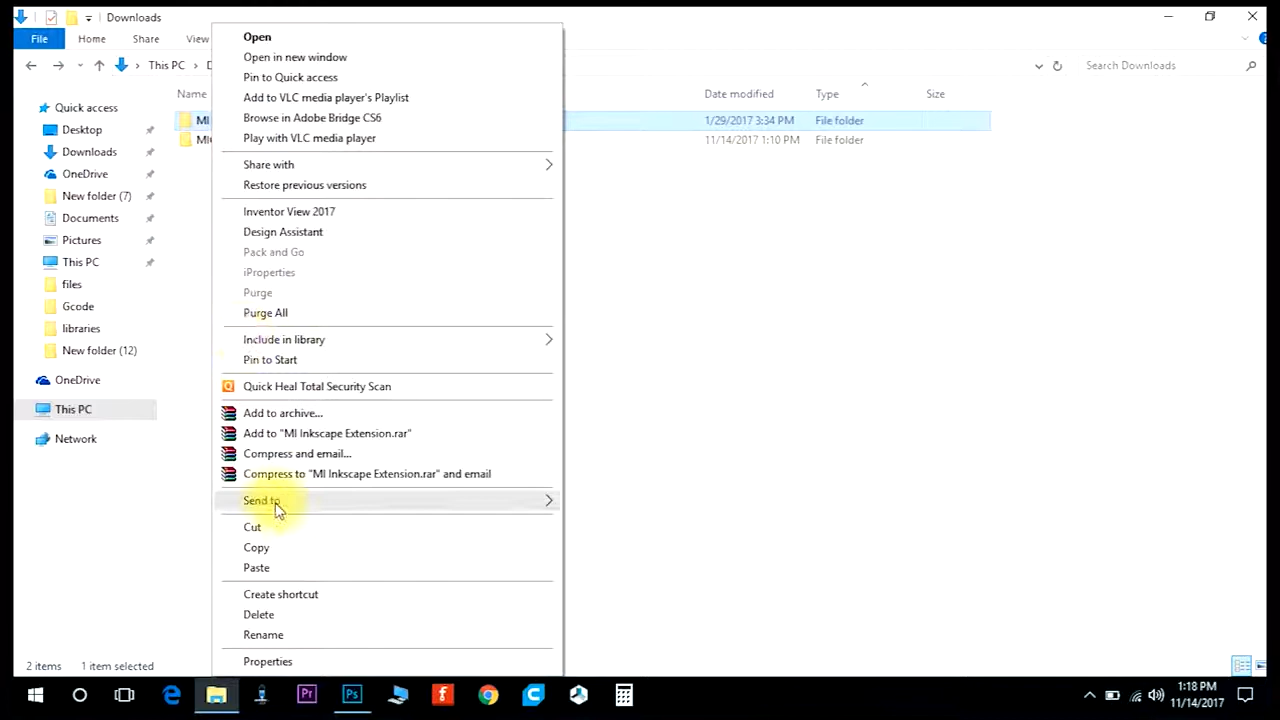 Downloads
File
Home
Share
View
This PC
Search Downloads
Name
Date modified
Type
Size
MI
1/29/2017 3:34 PM
File folder
11/14/2017 1:10 PM
File folder
Quick access
Desktop
Downloads
OneDrive
New folder (7)
Documents
Pictures
This PC
files
Gcode
libraries
New folder (12)
OneDrive
This PC
Network
Open
Open in new window
Pin to Quick access
Add to VLC media player's Playlist
Browse in Adobe Bridge CS6
Play with VLC media player
Share with
Restore previous versions
Inventor View 2017
Design Assistant
Pack and Go
iProperties
Purge
Purge All
Include in library
Pin to Start
Quick Heal Total Security Scan
Add to archive...
Add to "MI Inkscape Extension.rar"
Compress and email...
Compress to "MI Inkscape Extension.rar" and email
Send to
Cut
Copy
Paste
Create shortcut
Delete
Rename
Properties
2 items
1 item selected
Pr
Ps
1:18 PM
11/14/2017